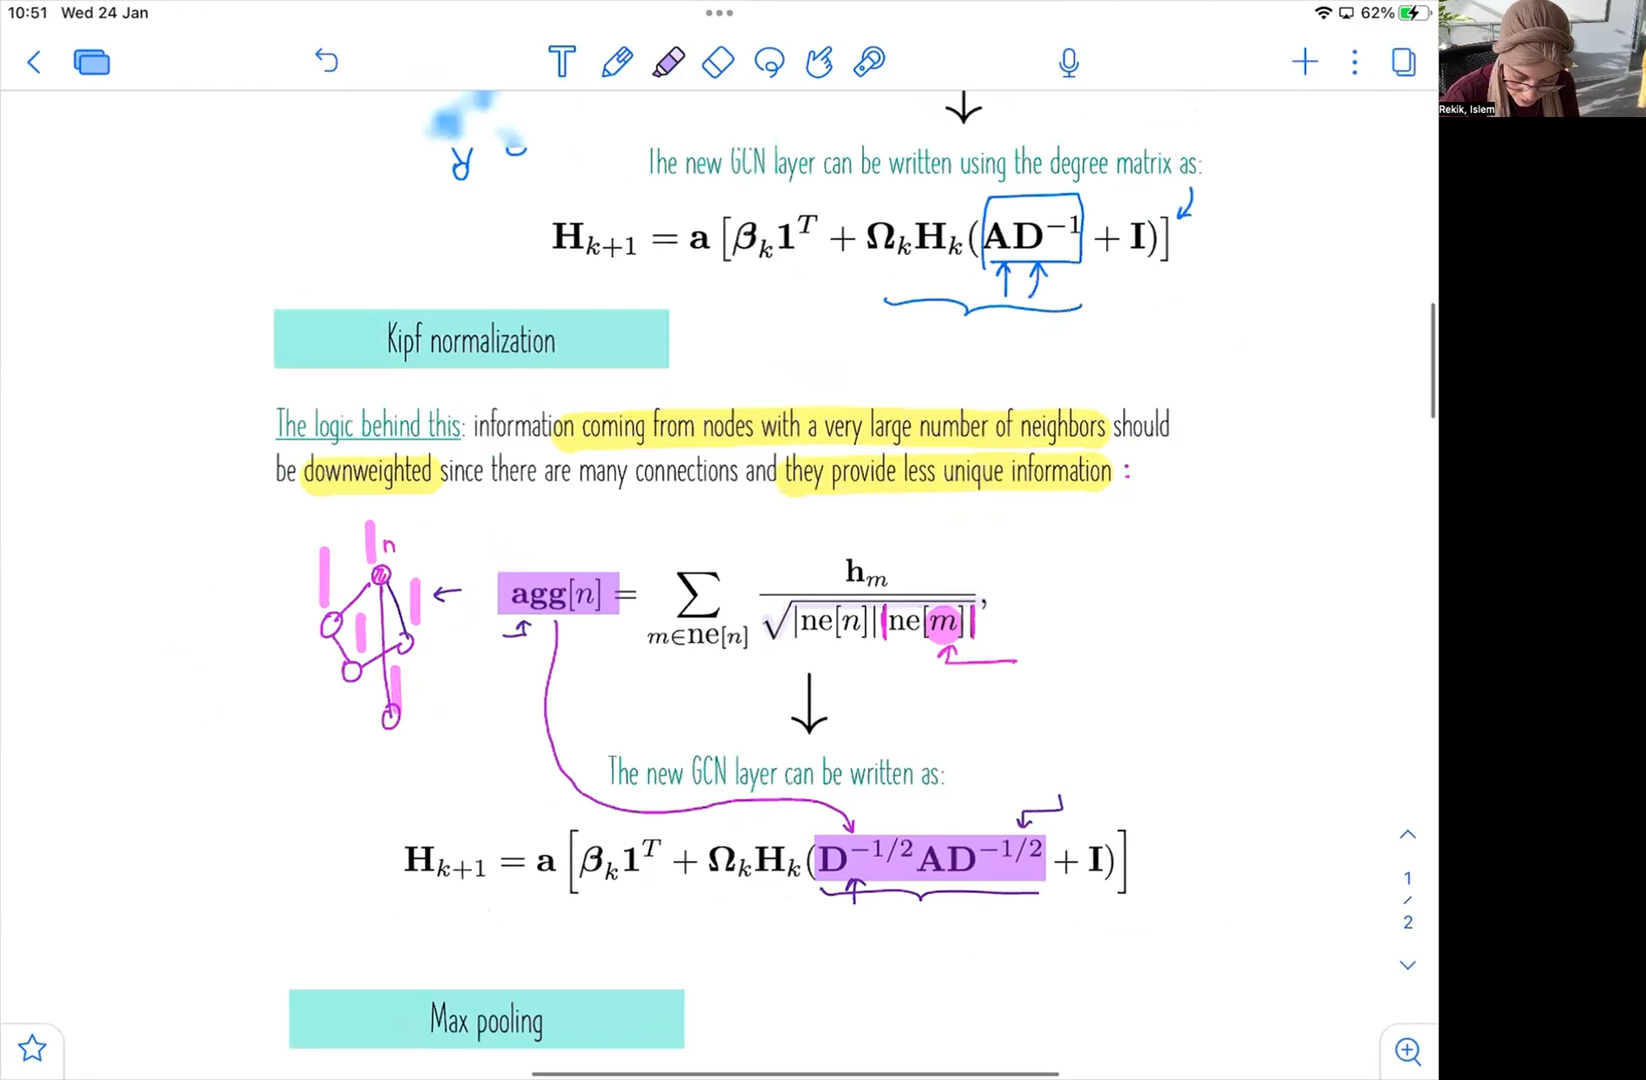 10:51 Wed 24 Jan
62%
Rekik, Islem
The new GCN layer can be written using the degree matrix as:
H_{k+1} = a [β_k 1^T + Ω_k H_k (AD^{-1} + I)]
Kipf normalization
The logic behind this: information coming from nodes with a very large number of neighbors should
be downweighted since there are many connections and they provide less unique information :
n
agg[n] = ∑_{m∈ne[n]} h_m / √|ne[n]||ne[m]|,
The new GCN layer can be written as:
H_{k+1} = a [β_k 1^T + Ω_k H_k (D^{-1/2} AD^{-1/2} + I)]
1
/
2
Max pooling